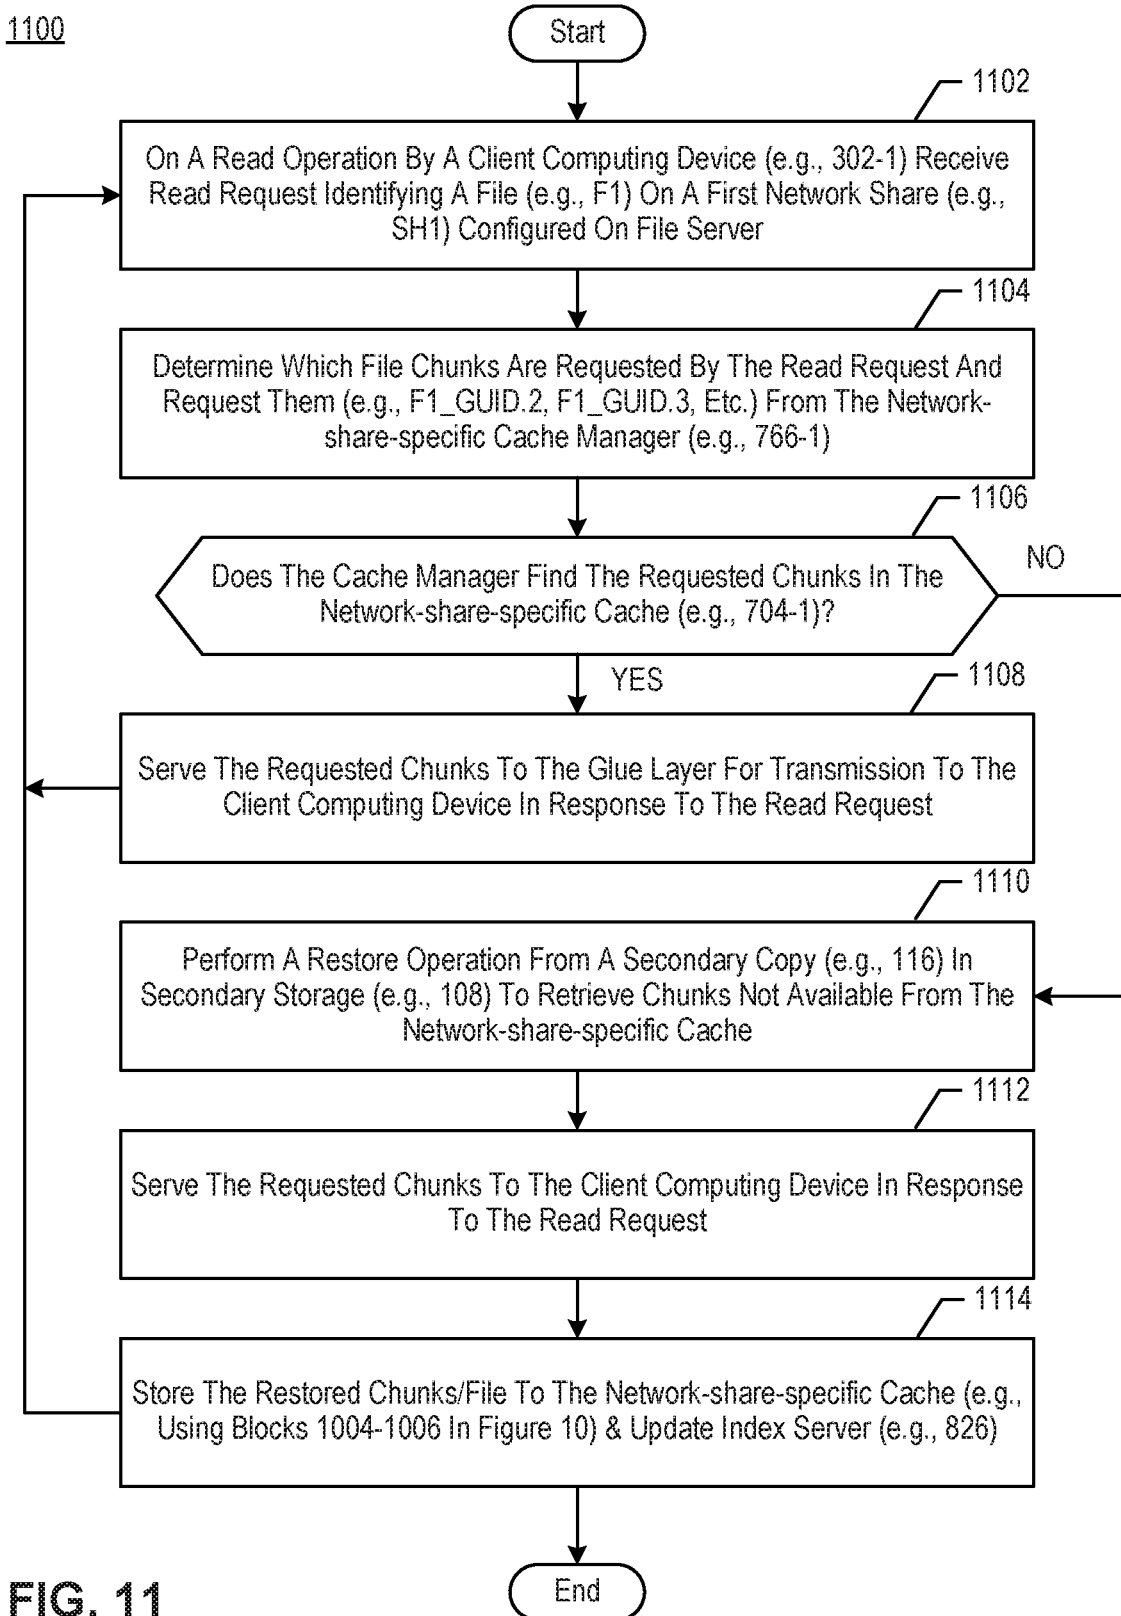 1100
Start
1102
On A Read Operation By A Client Computing Device (e.g., 302-1) Receive
Read Request Identifying A File (e.g., F1) On A First Network Share (e.g.,
SH1) Configured On File Server
1104
Determine Which File Chunks Are Requested By The Read Request And
Request Them (e.g., F1_GUID.2, F1_GUID.3, Etc.) From The Network-
share-specific Cache Manager (e.g., 766-1)
1106
Does The Cache Manager Find The Requested Chunks In The
Network-share-specific Cache (e.g., 704-1)?
NO
YES
1108
Serve The Requested Chunks To The Glue Layer For Transmission To The
Client Computing Device In Response To The Read Request
1110
Perform A Restore Operation From A Secondary Copy (e.g., 116) In
Secondary Storage (e.g., 108) To Retrieve Chunks Not Available From The
Network-share-specific Cache
1112
Serve The Requested Chunks To The Client Computing Device In Response
To The Read Request
1114
Store The Restored Chunks/File To The Network-share-specific Cache (e.g.,
Using Blocks 1004-1006 In Figure 10) & Update Index Server (e.g., 826)
End
FIG. 11